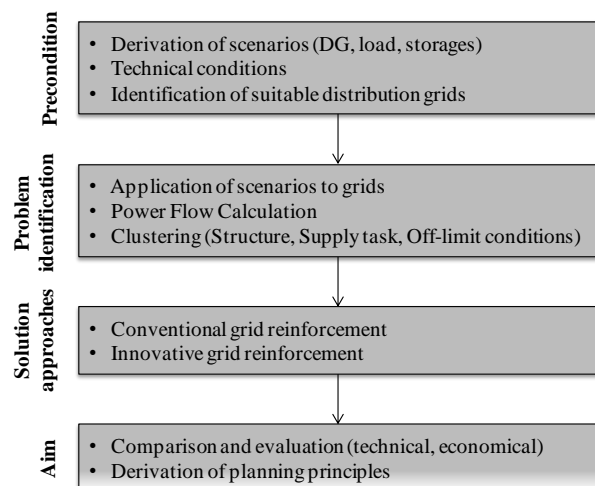 Precondition
• Derivation of scenarios (DG, load, storages)
• Technical conditions
• Identification of suitable distribution grids
Problem
identification
• Application of scenarios to grids
• Power Flow Calculation
• Clustering (Structure, Supply task, Off-limit conditions)
Solution
approaches
• Conventional grid reinforcement
• Innovative grid reinforcement
Aim
• Comparison and evaluation (technical, economical)
• Derivation of planning principles